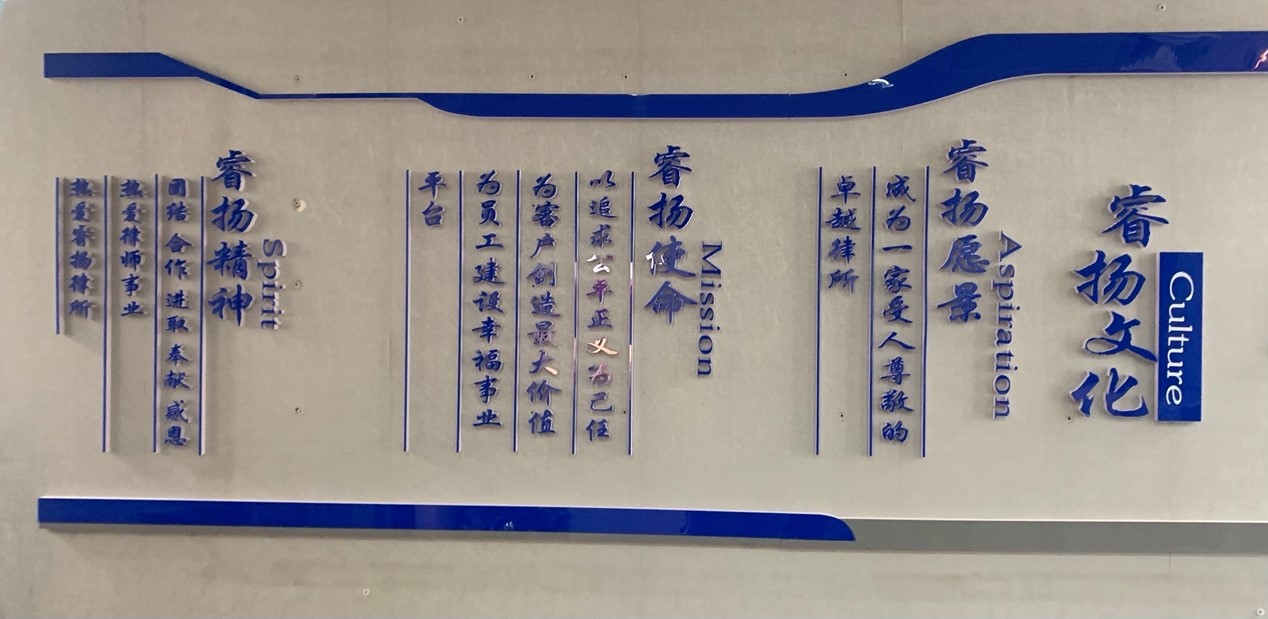 睿扬文化
Culture
睿扬愿景
Aspiration
成为一家受人尊敬的
卓越律所
睿扬使命
Mission
以追求公平正义为己任
为客户创造最大价值
为员工建设幸福事业
平台
睿扬精神
Spirit
团结合作进取奉献感恩
热爱律师事业
热爱睿扬律所